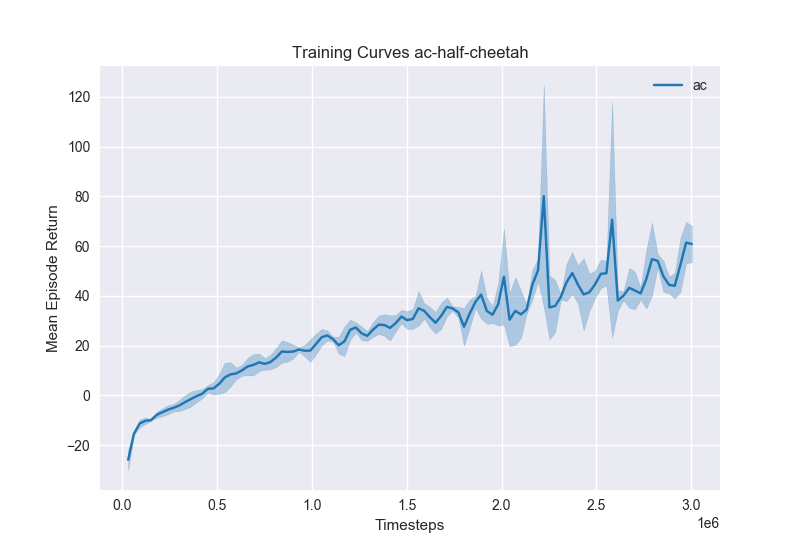 Training Curves ac-half-cheetah
ac
120
100
80
60
40
20
0
−20
Mean Episode Return
0.0 0.5 1.0 1.5 2.0 2.5 3.0
1e6
Timesteps